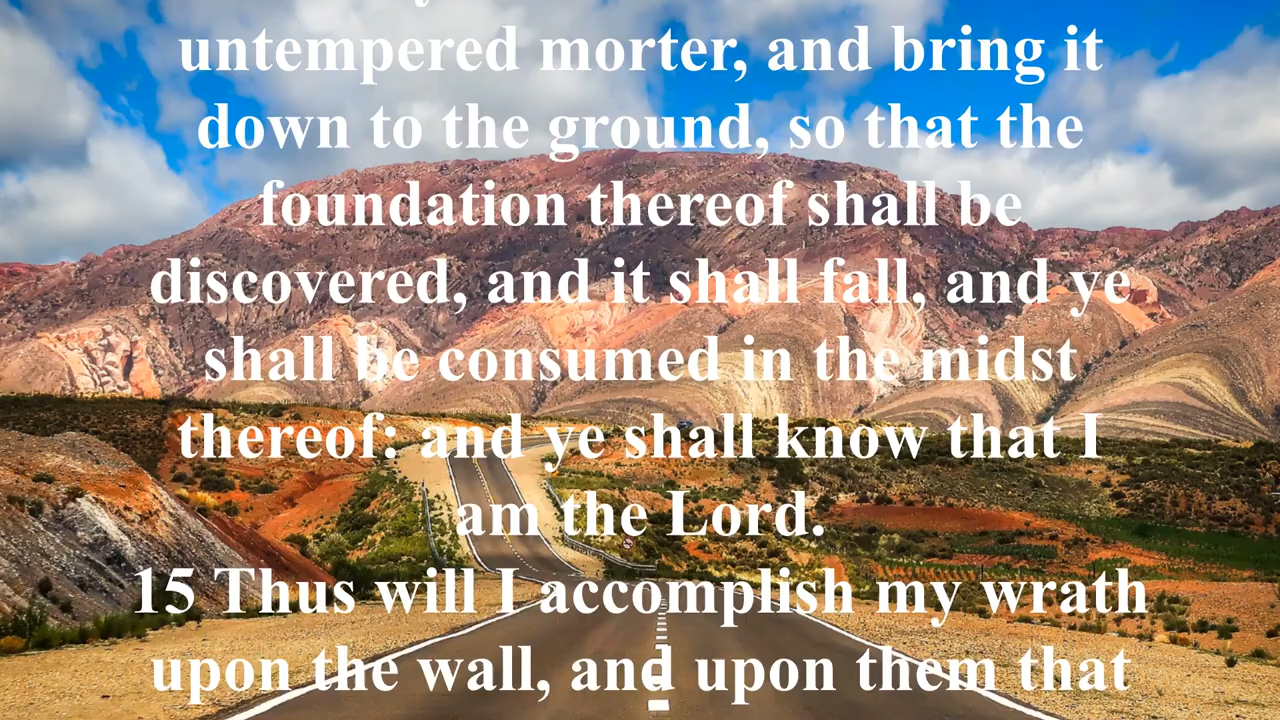 untempered morter, and bring it
down to the ground, so that the
foundation thereof shall be
discovered, and it shall fall, and ye
shall be consumed in the midst
thereof: and ye shall know that I
am the Lord.
15 Thus will I accomplish my wrath
upon the wall, and upon them that